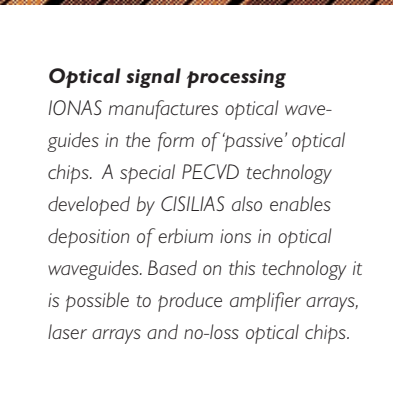 Optical signal processing
IONAS manufactures optical wave-
guides in the form of ‘passive’ optical
chips. A special PECVD technology
developed by CISILIAS also enables
deposition of erbium ions in optical
waveguides. Based on this technology it
is possible to produce amplifier arrays,
laser arrays and no-loss optical chips.